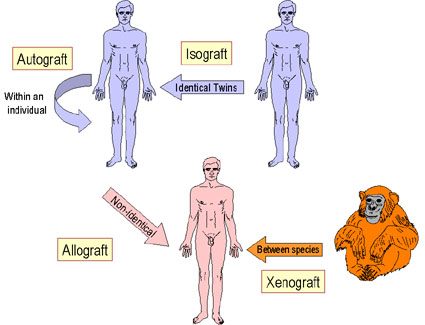 Autograft
Isograft
Within an
individual
Identical Twins
Non-identical
Allograft
Between species
Xenograft